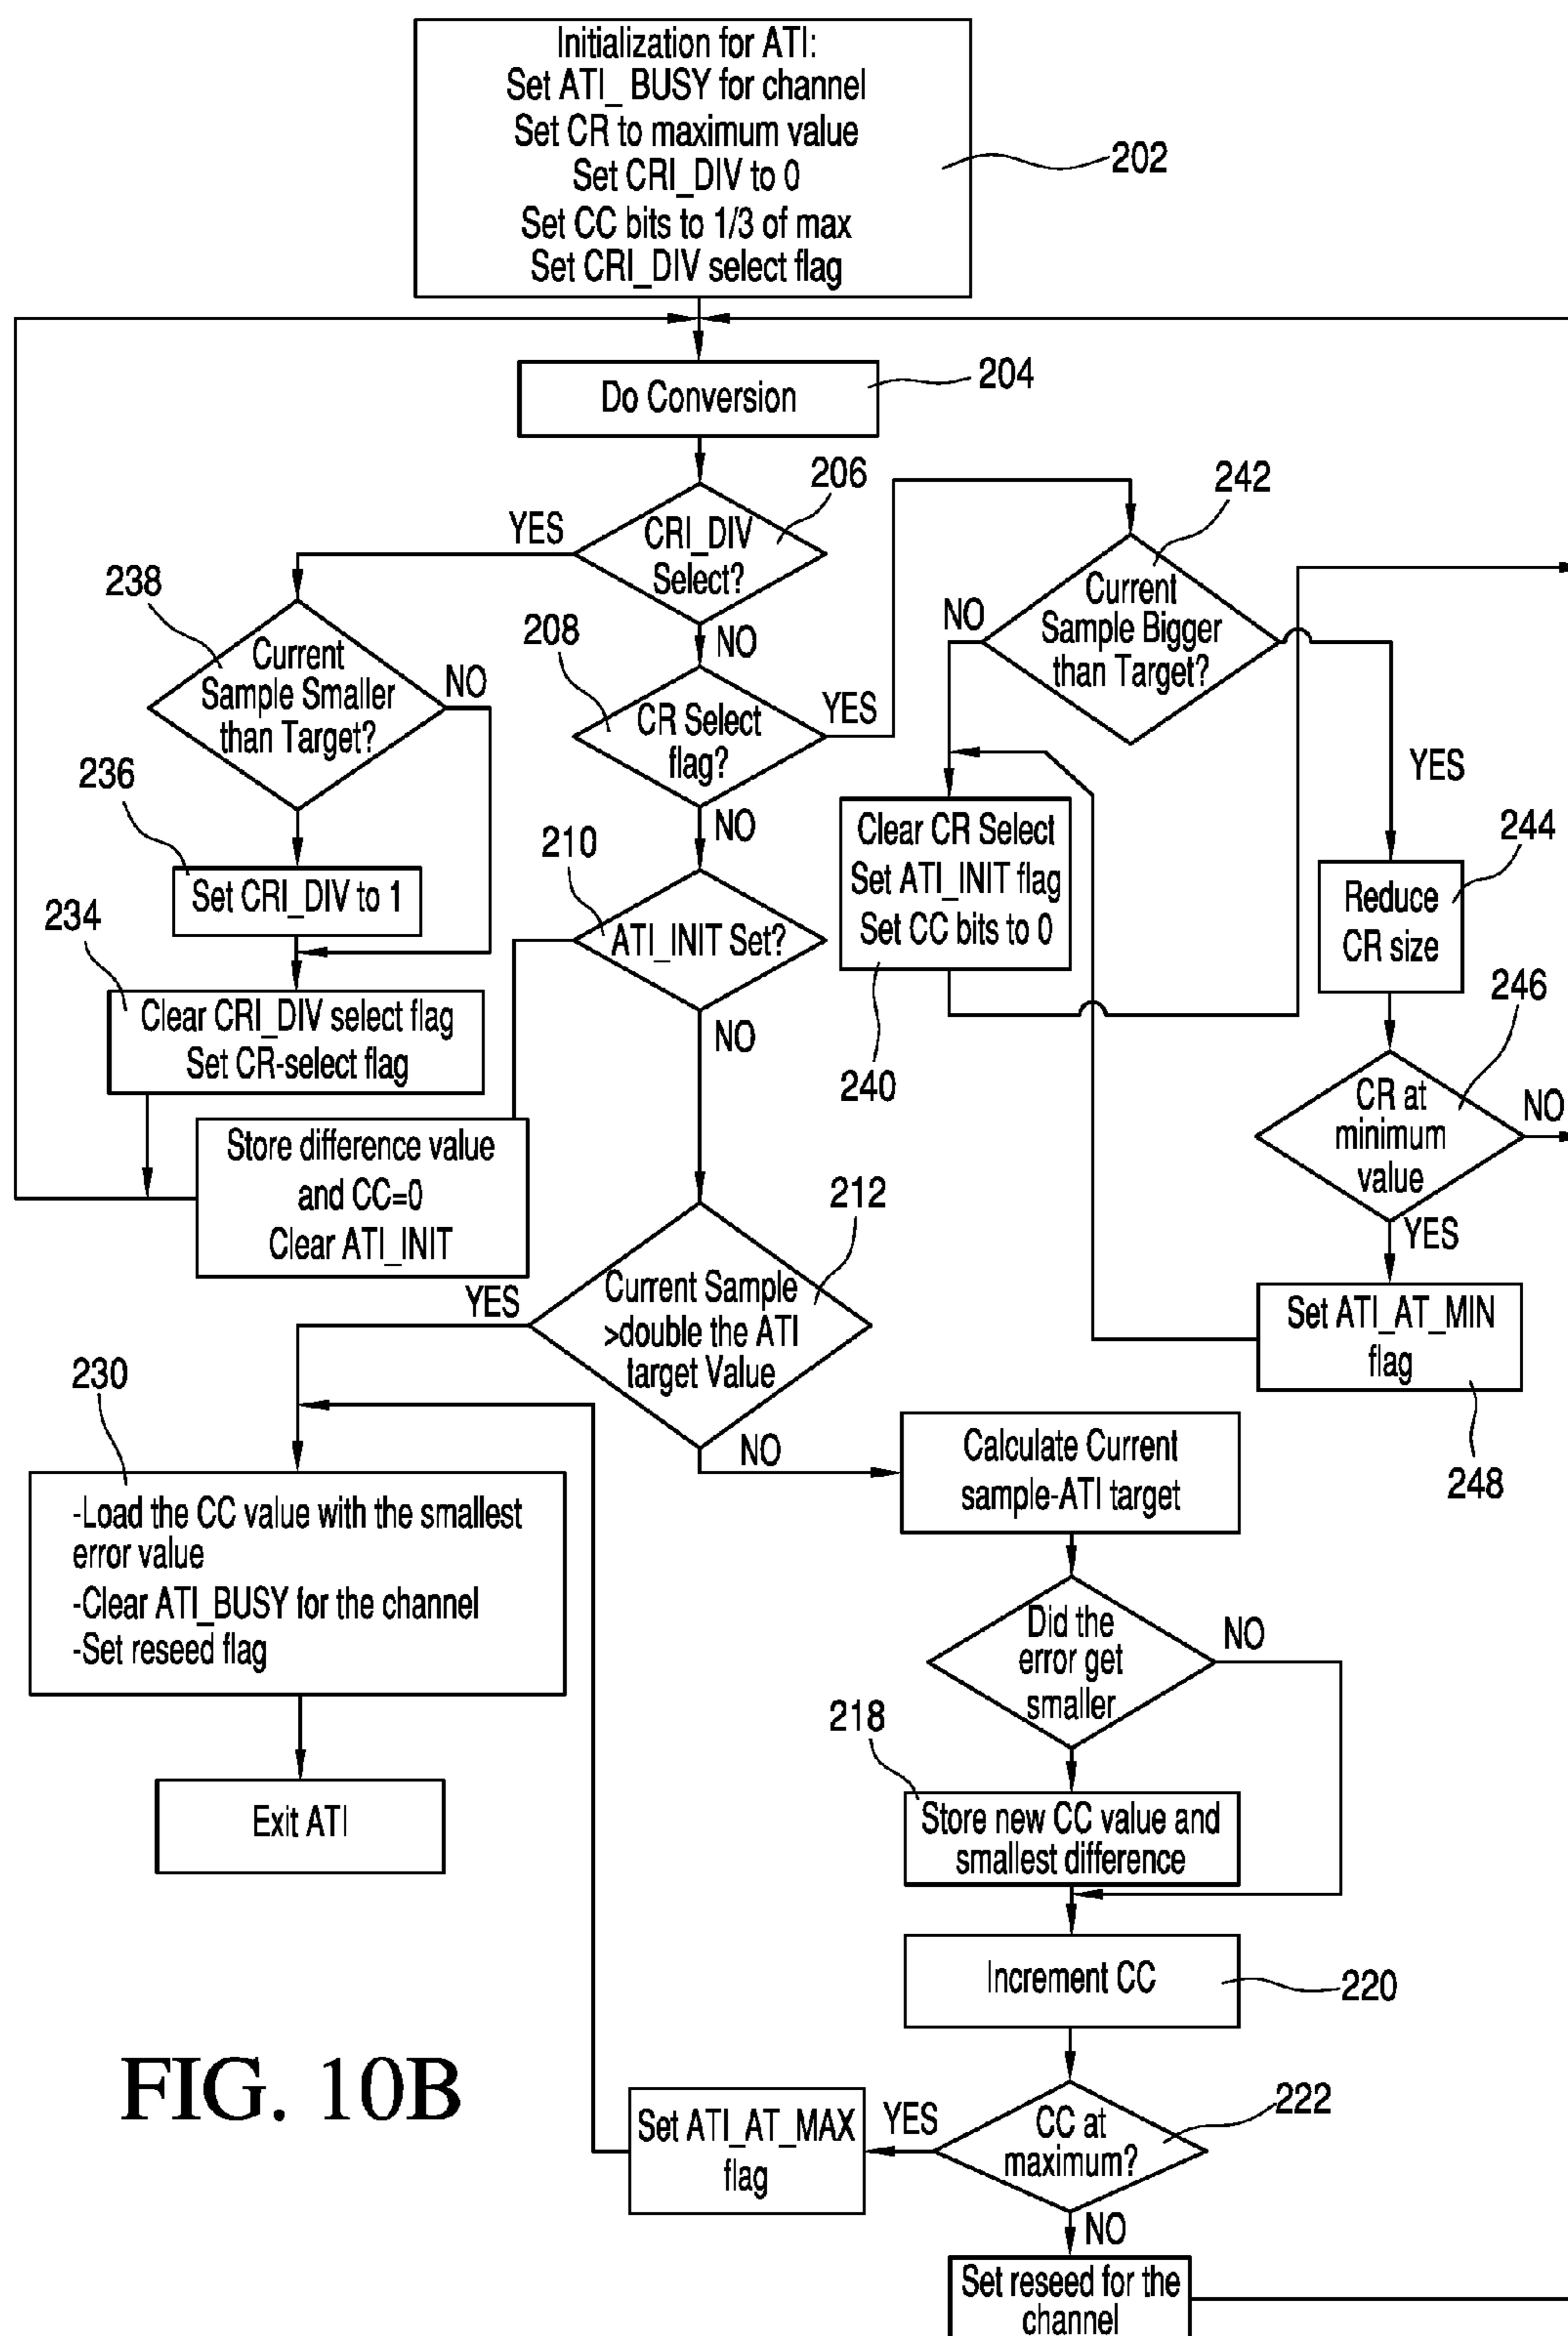 Initialization for ATI:
Set ATI_ BUSY for channel
Set CR to maximum value
Set CRI_DIV to 0
Set CC bits to 1/3 of max
Set CRI_DIV select flag
202
Do Conversion
204
206
CRI_DIV
Select?
YES
NO
238
Current
Sample Smaller
than Target?
NO
208
CR Select
flag?
YES
NO
242
Current
Sample Bigger
than Target?
NO
YES
236
Set CRI_DIV to 1
234
Clear CRI_DIV select flag
Set CR-select flag
210
ATI_INIT Set?
NO
Clear CR Select
Set ATI_INIT flag
Set CC bits to 0
240
244
Reduce
CR size
246
CR at
minimum
value
NO
YES
Store difference value
and CC=0
Clear ATI_INIT
212
Current Sample
>double the ATI
target Value
YES
NO
Set ATI_AT_MIN
flag
248
230
-Load the CC value with the smallest
error value
-Clear ATI_BUSY for the channel
-Set reseed flag
Exit ATI
Calculate Current
sample-ATI target
Did the
error get
smaller
NO
218
Store new CC value and
smallest difference
Increment CC
220
222
CC at
maximum?
YES
NO
Set ATI_AT_MAX
flag
Set reseed for the
channel
FIG. 10B